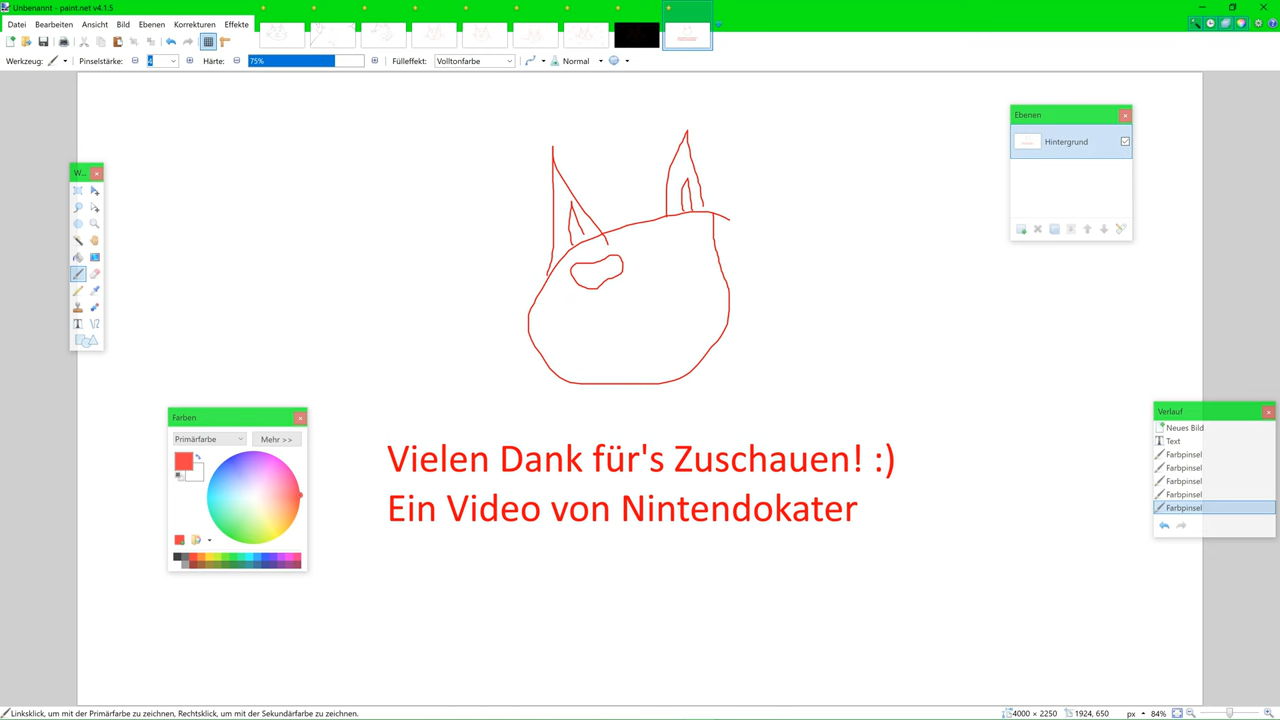 Unbenannt - paint.net v4.1.5
Datei Bearbeiten Ansicht Bild Ebenen Korrekturen Effekte
Werkzeug: Pinselstärke: 4 Härte: 75% Fülleffekt: Volltonfarbe Normal
Ebenen
Hintergrund
W...
Farben
Primärfarbe Mehr >>
Verlauf
Neues Bild
Text
Farbpinsel
Farbpinsel
Farbpinsel
Farbpinsel
Farbpinsel
Vielen Dank für's Zuschauen! :)
Ein Video von Nintendokater
Linksklick, um mit der Primärfarbe zu zeichnen, Rechtsklick, um mit der Sekundärfarbe zu zeichnen. 4000 × 2250 1924, 650 px 84%